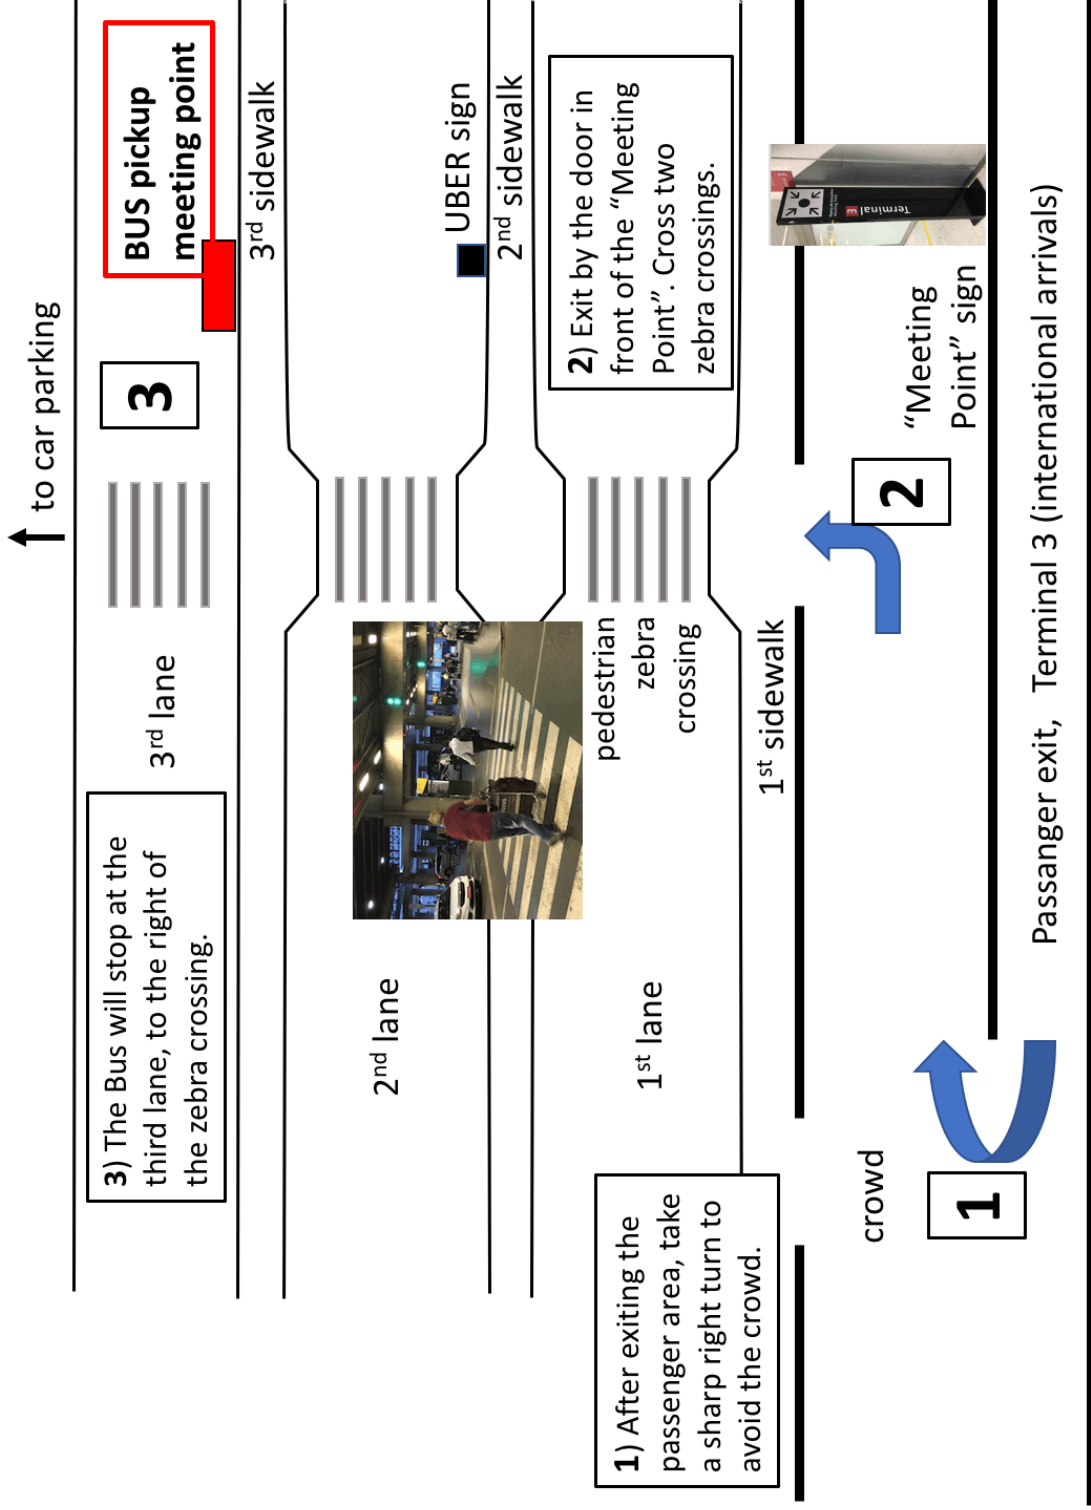 to car parking
BUS pickup
meeting point
3
3rd lane
3rd sidewalk
3) The Bus will stop at the
third lane, to the right of
the zebra crossing.
2nd lane
UBER sign
2nd sidewalk
1st lane
pedestrian
zebra
crossing
2) Exit by the door in
front of the “Meeting
Point”. Cross two
zebra crossings.
1st sidewalk
1) After exiting the
passenger area, take
a sharp right turn to
avoid the crowd.
crowd
1
2
“Meeting
Point” sign
3
Terminal
Passanger exit, Terminal 3 (international arrivals)